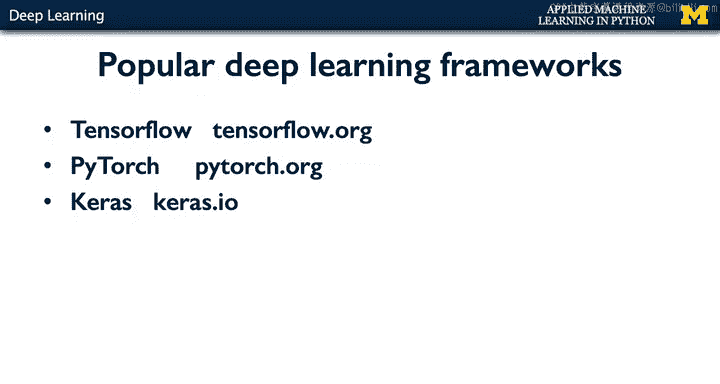 Deep Learning
APPLIED MACHINE
LEARNING IN PYTHON
M
Popular deep learning frameworks
• Tensorflow tensorflow.org
• PyTorch pytorch.org
• Keras keras.io